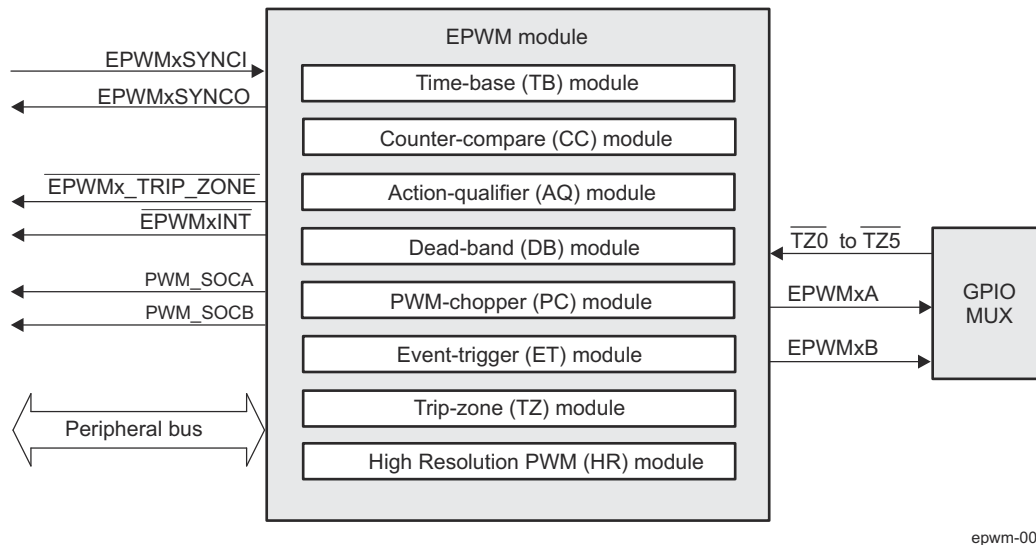 EPWM module
EPWMxSYNCI
Time-base (TB) module
EPWMxSYNCO
Counter-compare (CC) module
EPWMx_TRIP_ZONE
Action-qualifier (AQ) module
EPWMxINT
Dead-band (DB) module
TZ0 to TZ5
PWM_SOCA
PWM-chopper (PC) module
EPWMxA
GPIO
MUX
PWM_SOCB
Event-trigger (ET) module
EPWMxB
Trip-zone (TZ) module
Peripheral bus
High Resolution PWM (HR) module
epwm-00